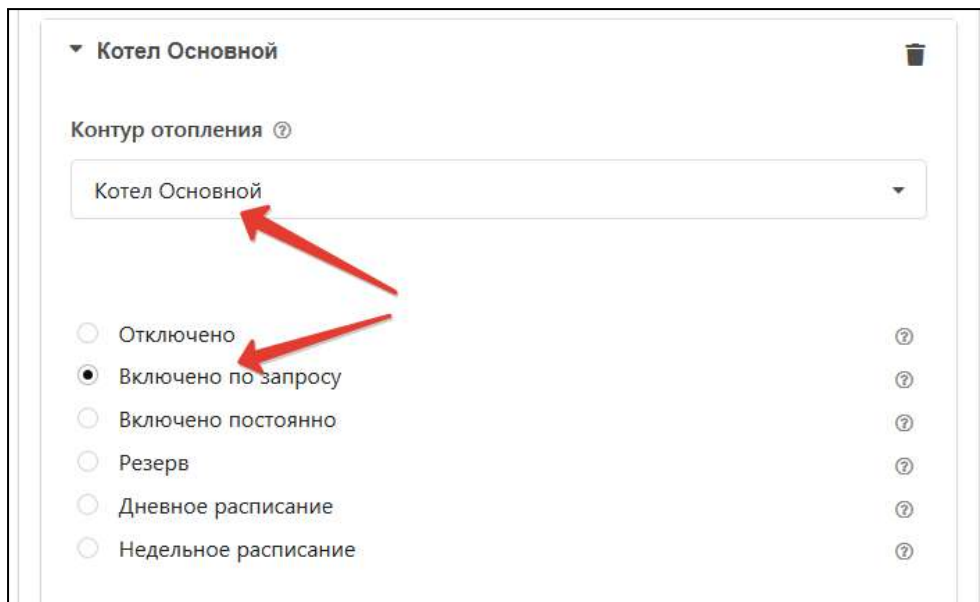 Котел Основной
Контур отопления
Котел Основной
Отключено
Включено по запросу
Включено постоянно
Резерв
Дневное расписание
Недельное расписание